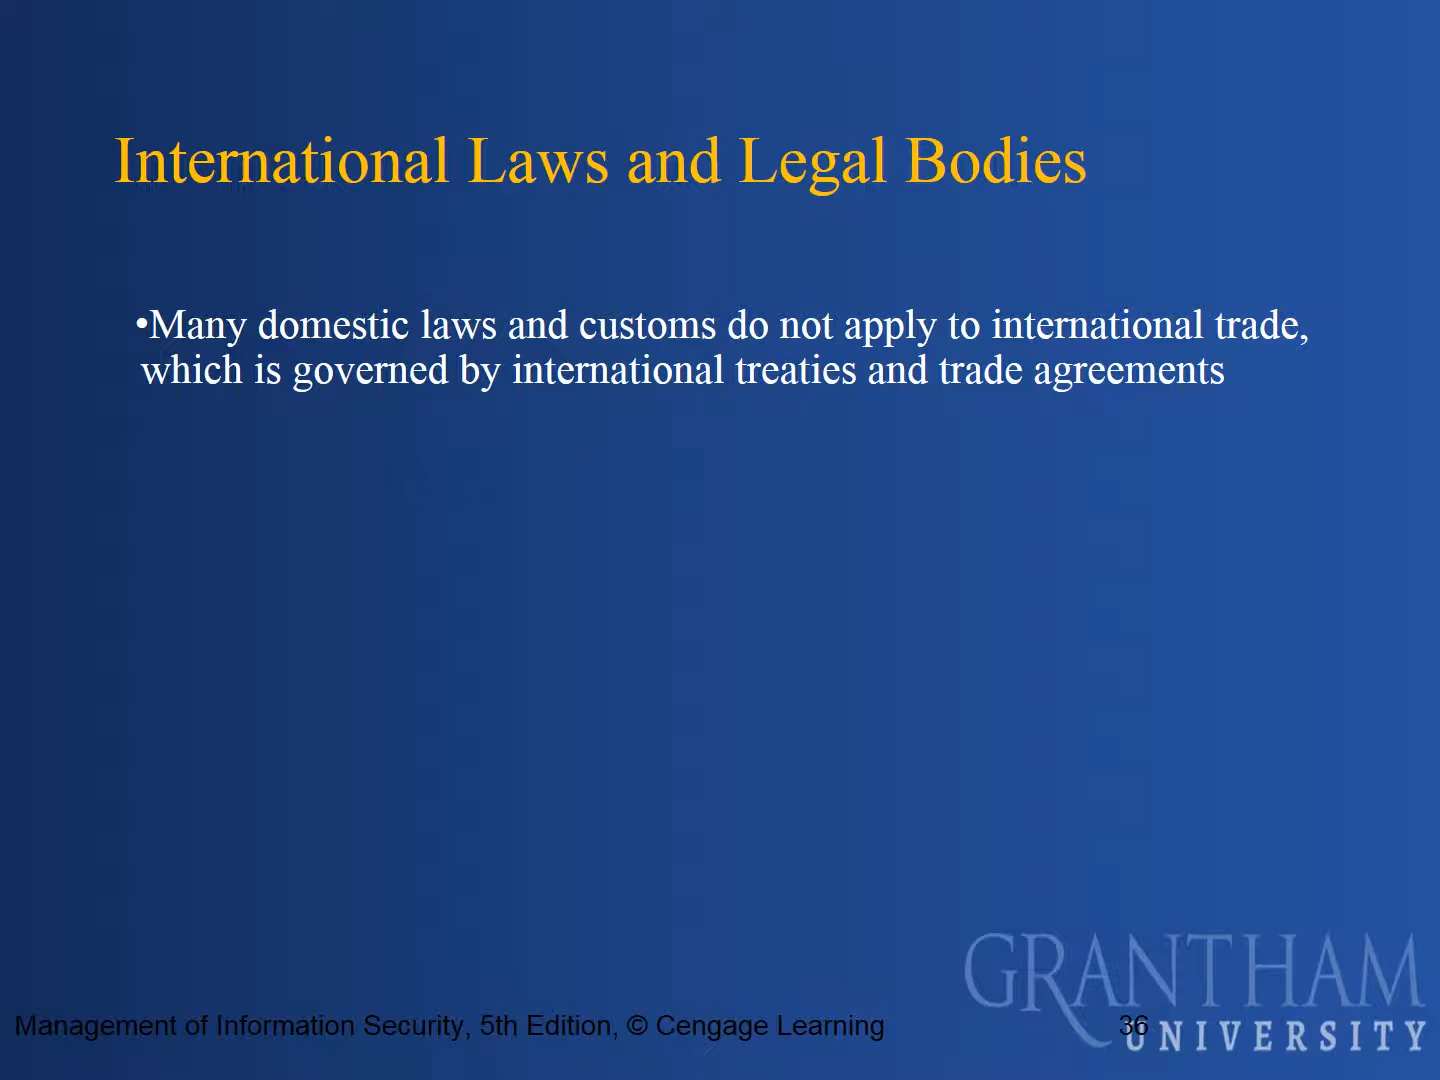 International Laws and Legal Bodies
•Many domestic laws and customs do not apply to international trade,
which is governed by international treaties and trade agreements
GRANTHAM
UNIVERSITY
Management of Information Security, 5th Edition, © Cengage Learning
36